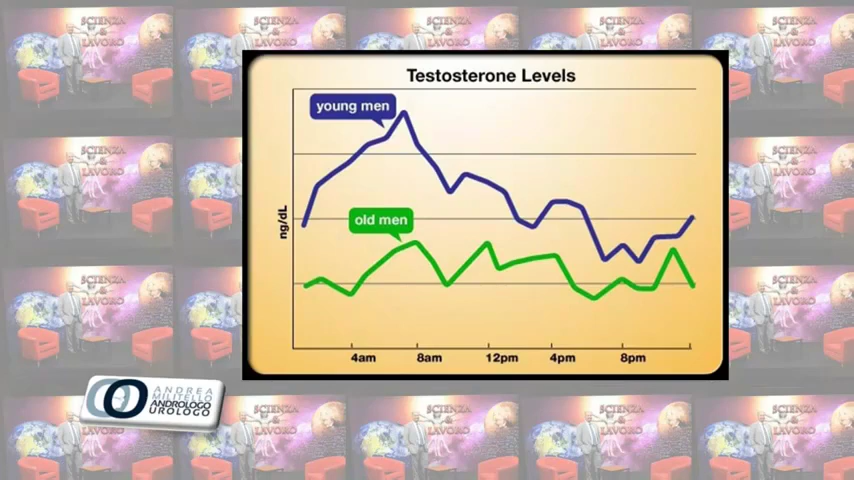 Testosterone Levels
young men
old men
ng/dL
4am 8am 12pm 4pm 8pm
ANDREA
MILITELLO
ANDROLOGO
UROLOGO
SCIENZA
&
LAVORO